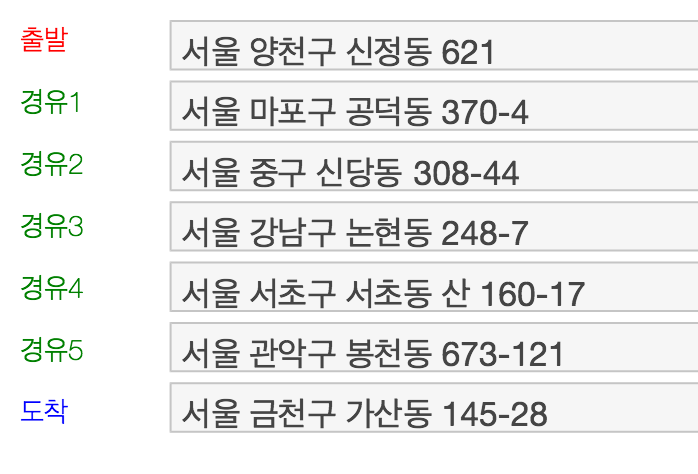 출발 서울 양천구 신정동 621
경유1 서울 마포구 공덕동 370-4
경유2 서울 중구 신당동 308-44
경유3 서울 강남구 논현동 248-7
경유4 서울 서초구 서초동 산 160-17
경유5 서울 관악구 봉천동 673-121
도착 서울 금천구 가산동 145-28